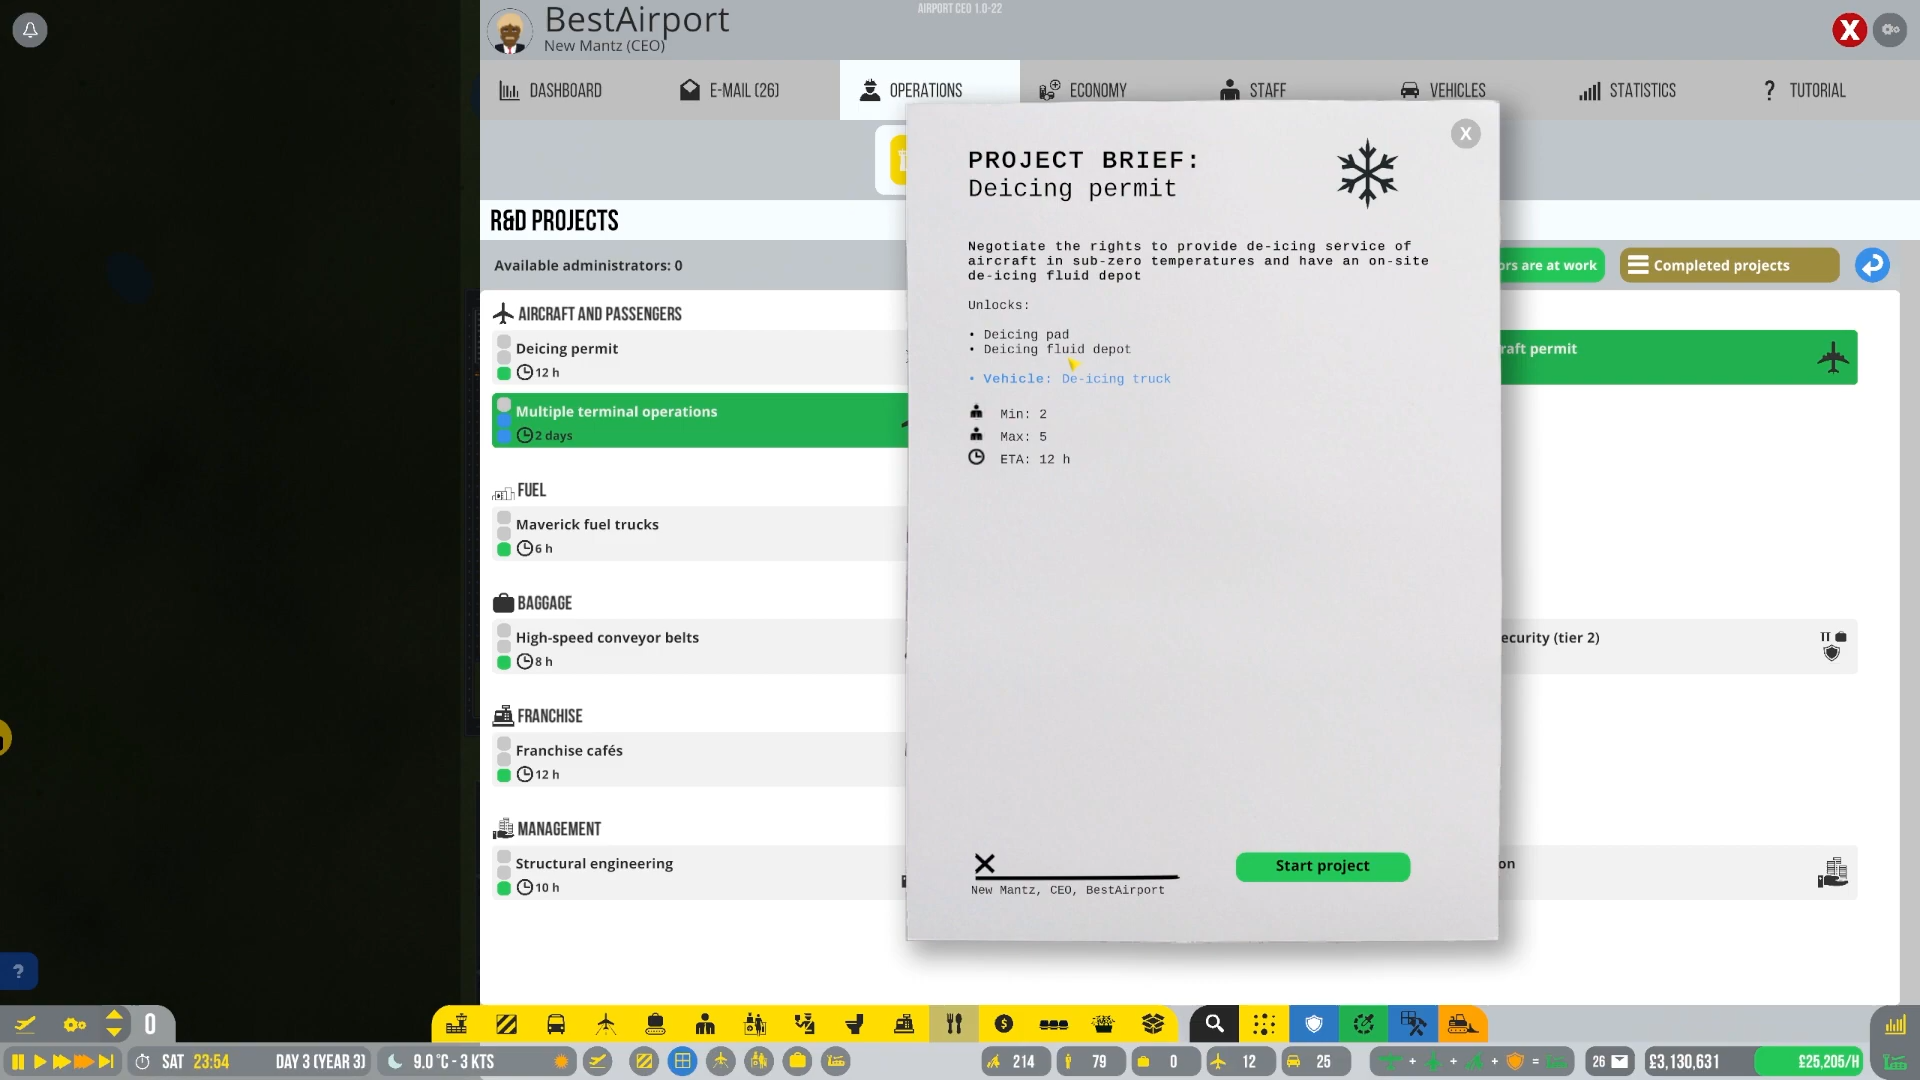 AIRPORT CEO 1.0-22
BestAirport
New Mantz (CEO)
X
DASHBOARD
E-MAIL (26)
OPERATIONS
ECONOMY
STAFF
VEHICLES
STATISTICS
? TUTORIAL
R&D PROJECTS
Available administrators: 0
ors are at work
Completed projects
AIRCRAFT AND PASSENGERS
Deicing permit
12 h
Multiple terminal operations
2 days
raft permit
FUEL
Maverick fuel trucks
6 h
BAGGAGE
High-speed conveyor belts
8 h
ecurity (tier 2)
FRANCHISE
Franchise cafés
12 h
MANAGEMENT
Structural engineering
10 h
on
X
PROJECT BRIEF:
Deicing permit
Negotiate the rights to provide de-icing service of
aircraft in sub-zero temperatures and have an on-site
de-icing fluid depot
Unlocks:
• Deicing pad
• Deicing fluid depot
• Vehicle: De-icing truck
Min: 2
Max: 5
ETA: 12 h
X
New Mantz, CEO, BestAirport
Start project
?
0
SAT 23:54 DAY 3 (YEAR 3)
9.0 °C - 3 KTS
214
79
0
12
25
+ + + =
26
£3,130,631
£25,205/H